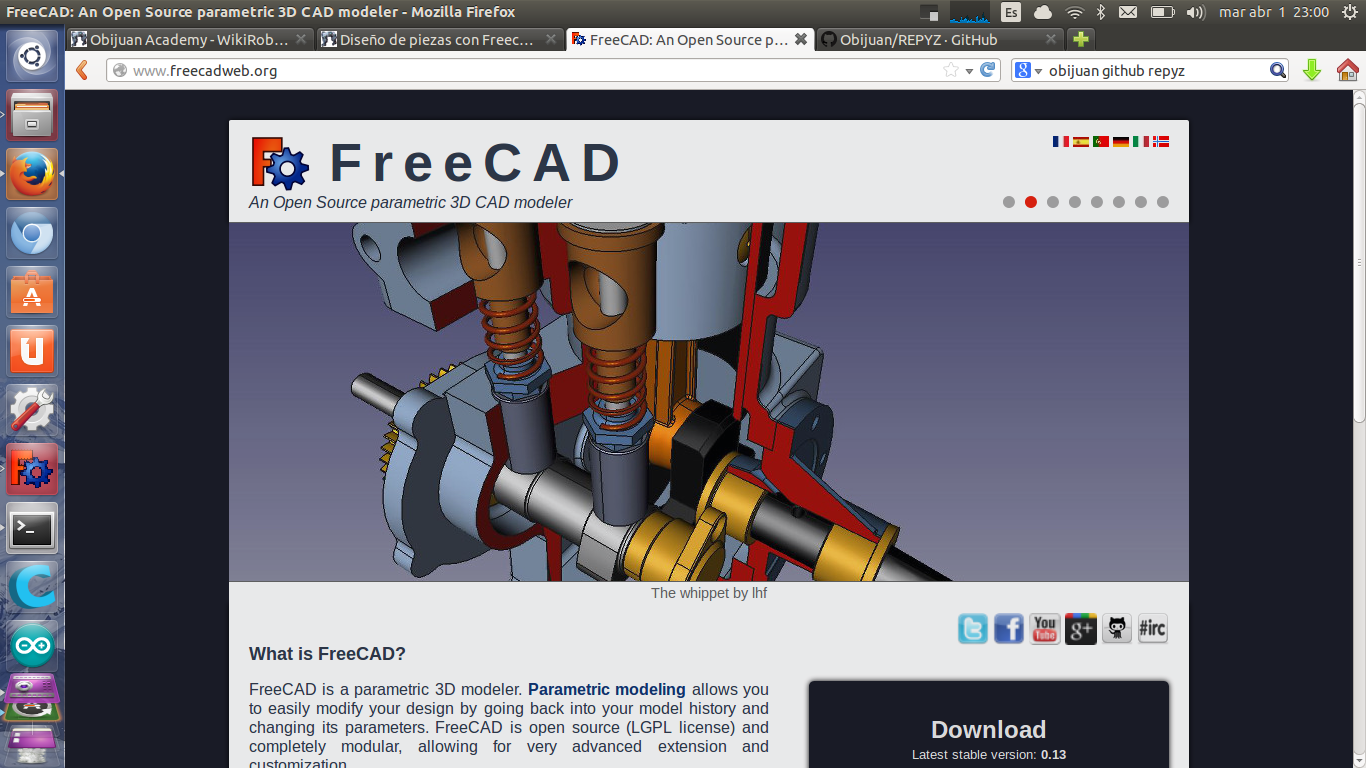 FreeCAD: An Open Source parametric 3D CAD modeler - Mozilla Firefox
Es
mar abr 1 23:00
Obijuan Academy - WikiRob...
Diseño de piezas con Freec...
FreeCAD: An Open Source p...
Obijuan/REPYZ · GitHub
www.freecadweb.org
obijuan github repyz
FreeCAD
An Open Source parametric 3D CAD modeler
The whippet by lhf
You
Tube
g+
#irc
What is FreeCAD?
FreeCAD is a parametric 3D modeler. Parametric modeling allows you
to easily modify your design by going back into your model history and
changing its parameters. FreeCAD is open source (LGPL license) and
completely modular, allowing for very advanced extension and
customization.
Download
Latest stable version: 0.13